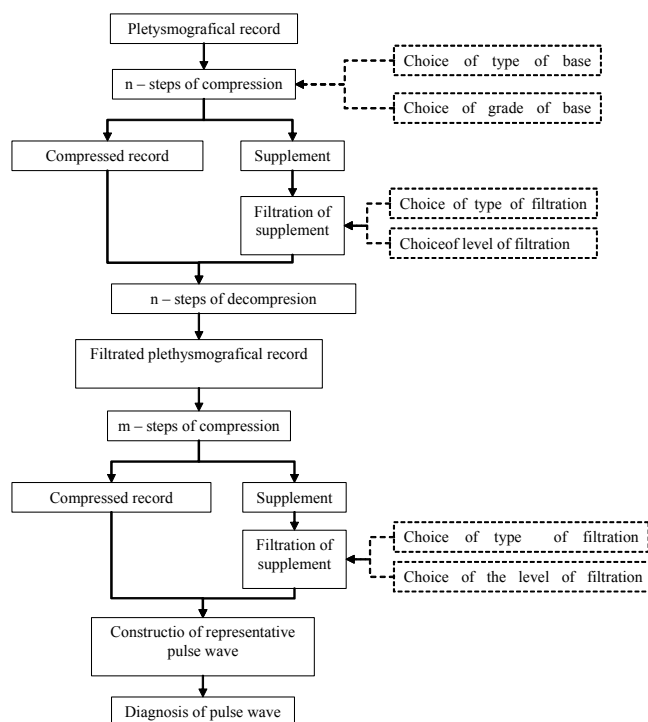 Pletysmografical record
n – steps of compression
Choice of type of base
Choice of grade of base
Compressed record
Supplement
Filtration of
supplement
Choice of type of filtration
Choiceof level of filtration
n – steps of decompresion
Filtrated plethysmografical record
m – steps of compression
Compressed record
Supplement
Filtration of
supplement
Choice of type of filtration
Choice of the level of filtration
Constructio of representative
pulse wave
Diagnosis of pulse wave